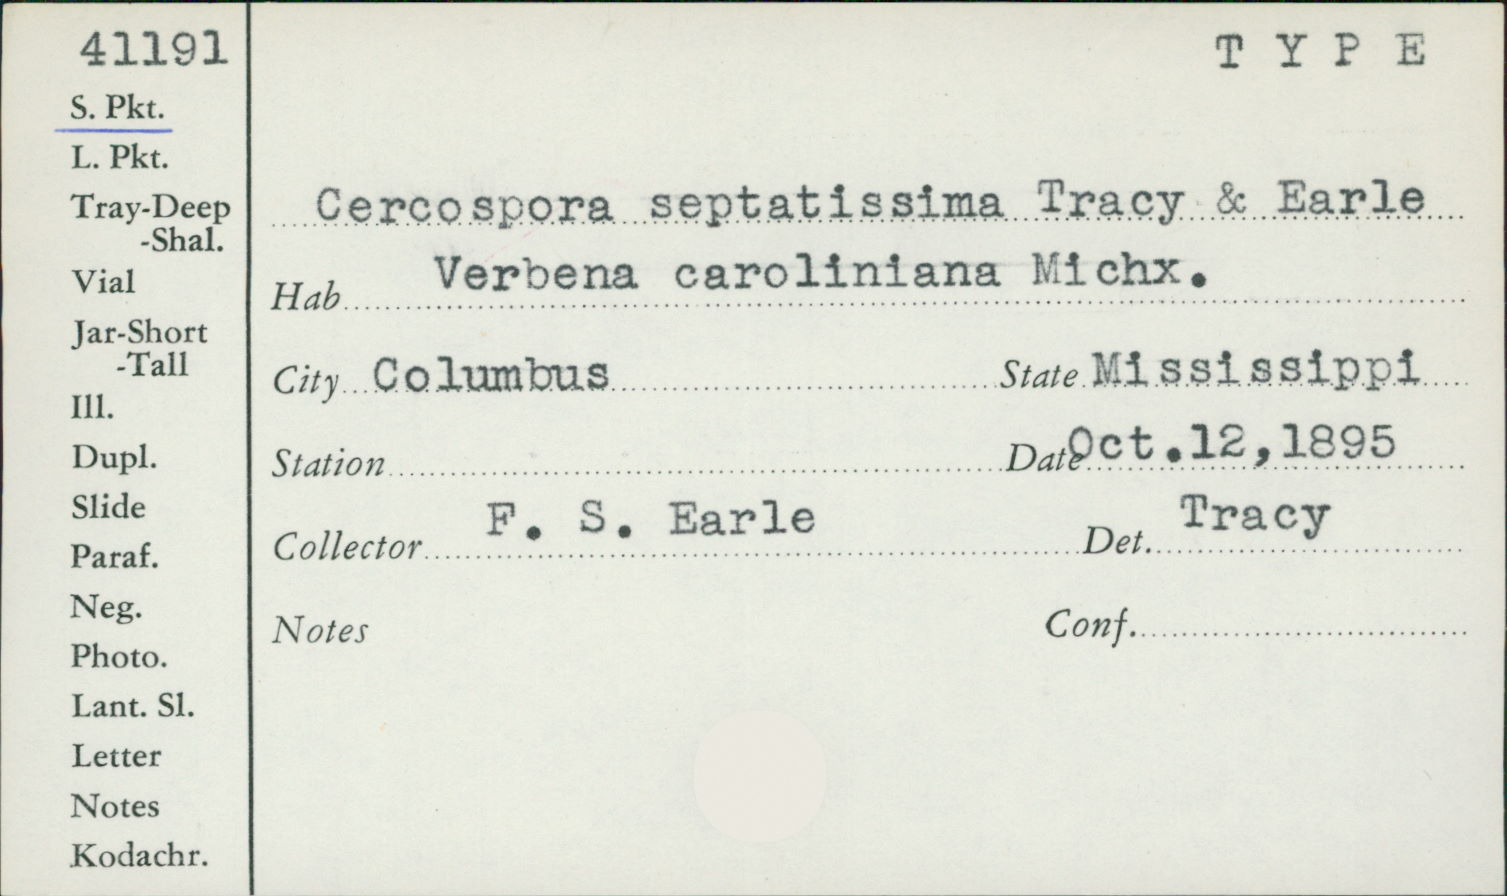 41191
S. Pkt.
L. Pkt.
Tray-Deep
-Shal.
Vial
Jar-Short
-Tall
Ill.
Dupl.
Slide
Paraf.
Neg.
Photo.
Lant. Sl.
Letter
Notes
Kodachr.
T Y P E
Cercospora septatissima Tracy & Earle
Hab Verbena caroliniana Michx.
City Columbus State Mississippi
Station Date Oct.12,1895
Collector F. S. Earle Det. Tracy
Notes Conf.